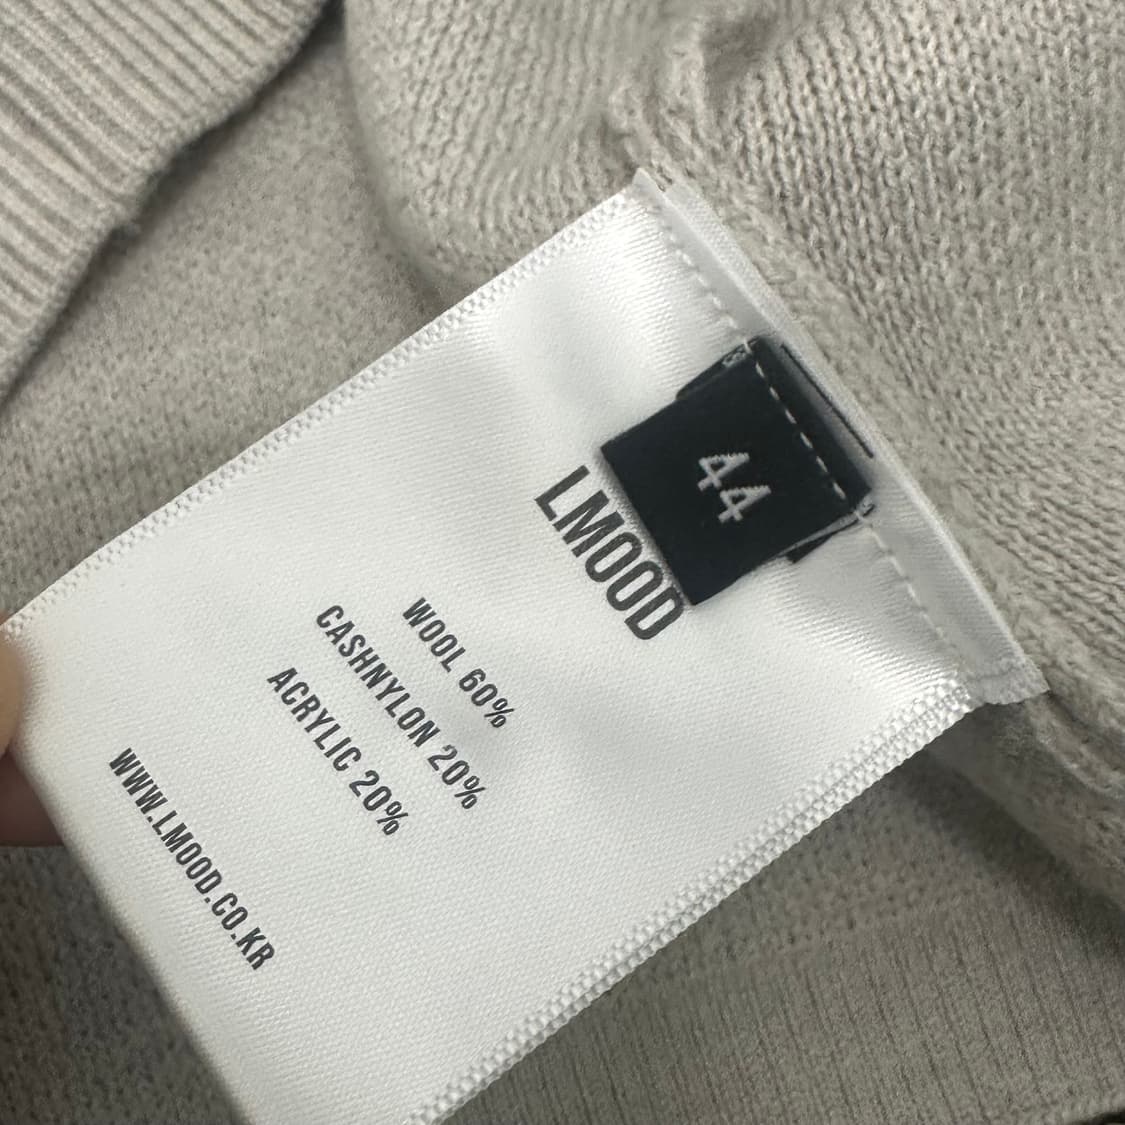 44
LMOOD
WOOL 60%
CASHNYLON 20%
ACRYLIC 20%
WWW.LMOOD.CO.KR